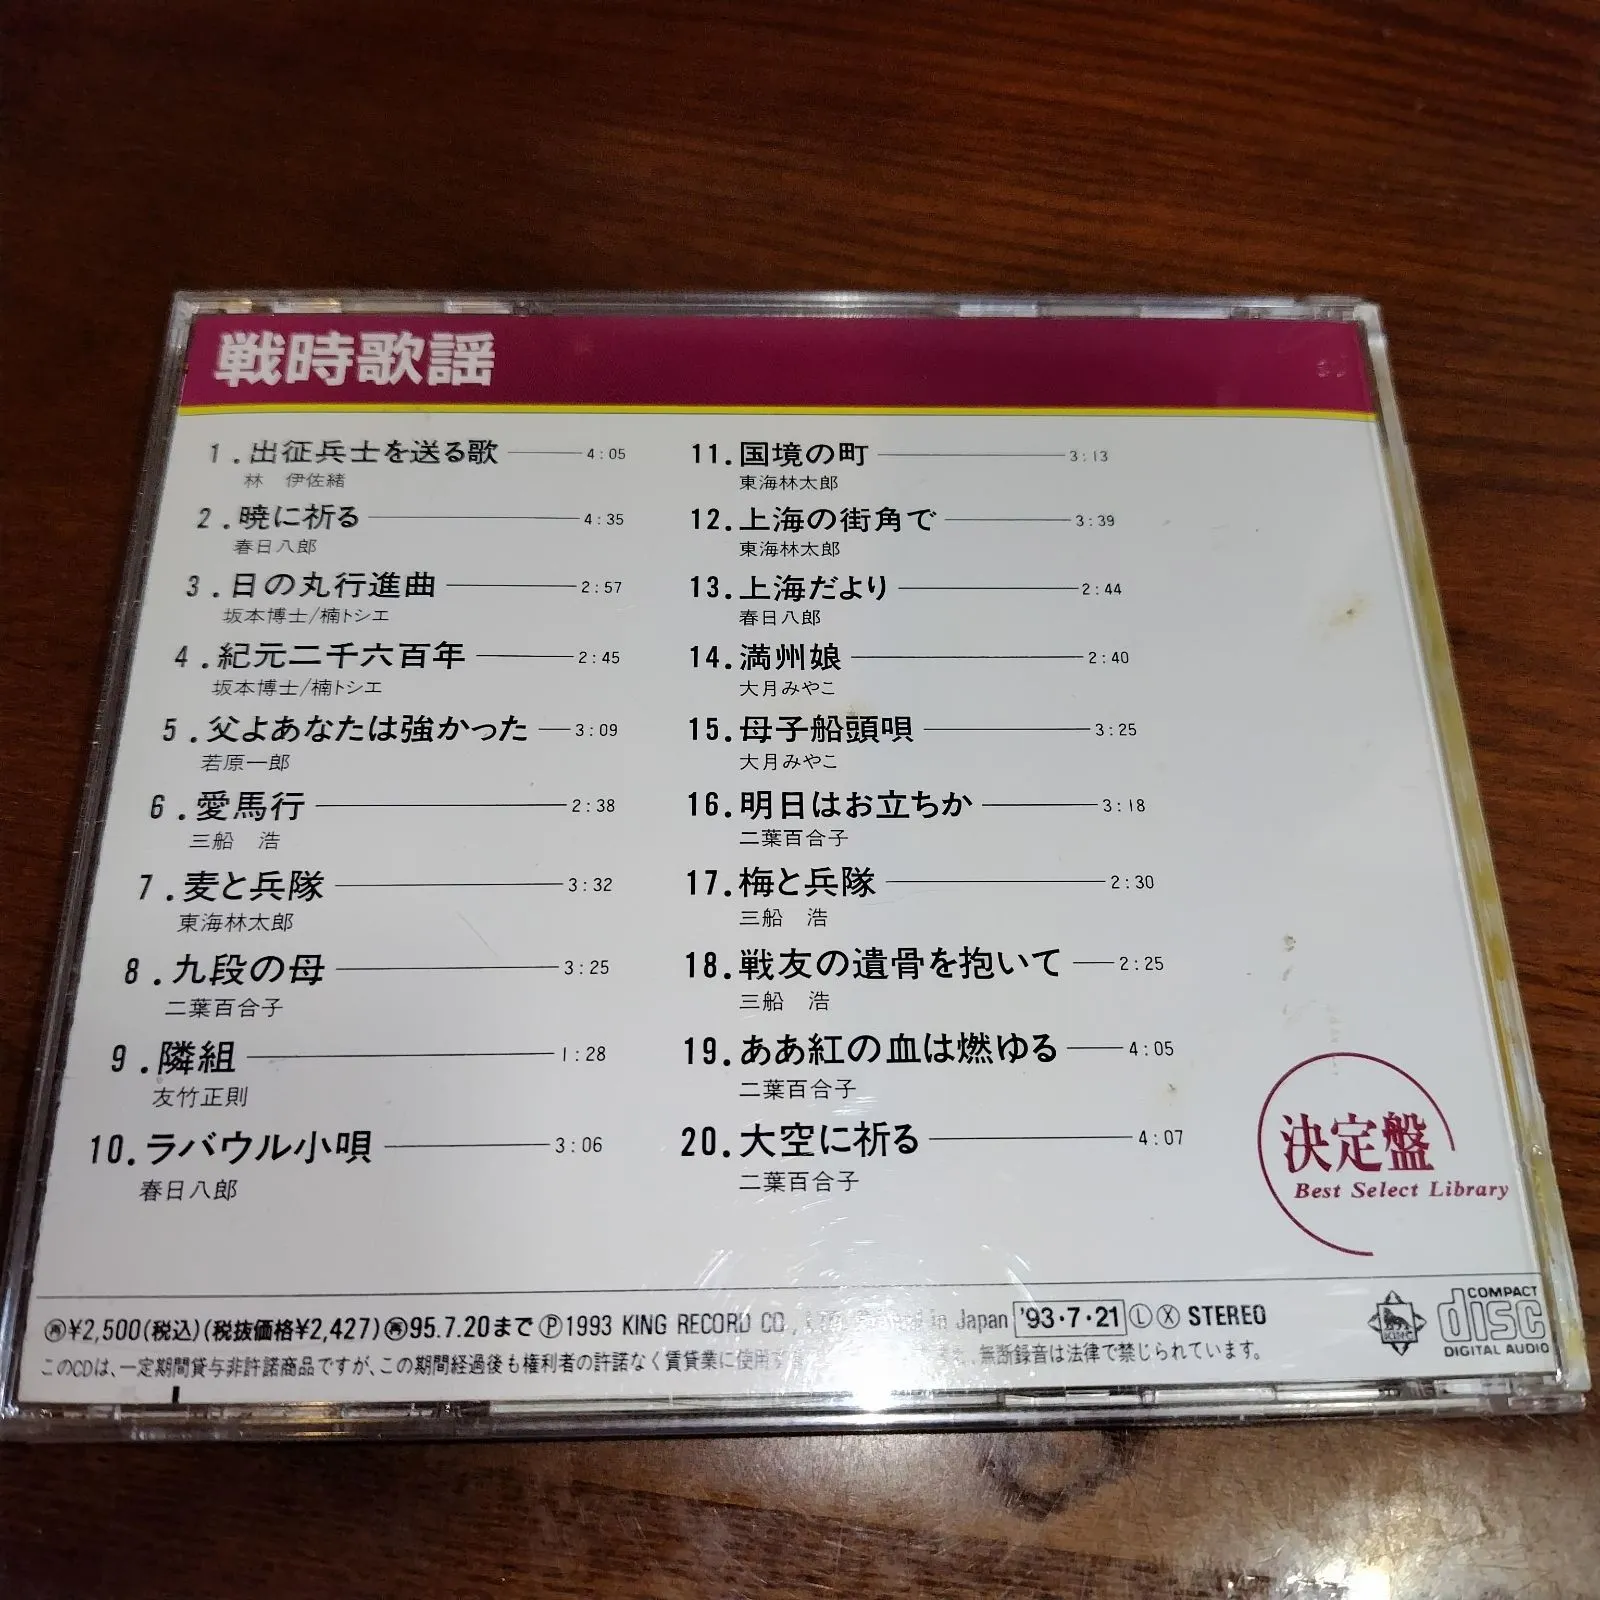 戦時歌謡
1.出征兵士を送る歌 4:05
林 伊佐緒
2.暁に祈る 4:35
春日八郎
3.日の丸行進曲 2:57
坂本博士/楠トシエ
4.紀元二千六百年 2:45
坂本博士/楠トシエ
5.父よあなたは強かった 3:09
若原一郎
6.愛馬行 2:38
三船 浩
7.麦と兵隊 3:32
東海林太郎
8.九段の母 3:25
二葉百合子
9.隣組 1:28
友竹正則
10.ラバウル小唄 3:06
春日八郎
11.国境の町 3:13
東海林太郎
12.上海の街角で 3:39
東海林太郎
13.上海だより 2:44
春日八郎
14.満州娘 2:40
大月みやこ
15.母子船頭唄 3:25
大月みやこ
16.明日はお立ちか 3:18
二葉百合子
17.梅と兵隊 2:30
三船 浩
18.戦友の遺骨を抱いて 2:25
三船 浩
19.ああ紅の血は燃ゆる 4:05
二葉百合子
20.大空に祈る 4:07
二葉百合子
決定盤
Best Select Library
¥2,500(税込)(税抜価格¥2,427)95.7.20まで Ⓟ1993 KING RECORD CO., in Japan '93・7・21 Ⓛ Ⓧ STEREO
このCDは、一定期間貸与非許諾商品ですが、この期間経過後も権利者の許諾なく賃貸業に使用 無断録音は法律で禁じられています。
KING
COMPACT
disc
DIGITAL AUDIO